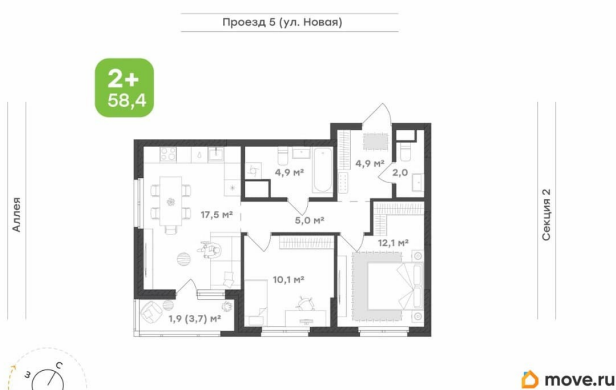 Проезд 5 (ул. Новая)
2+
58,4
4,9 м²
4,9 м²
2,0
17,5 м²
5,0 м²
12,1 м²
10,1 м²
1,9 (3,7) м²
Аллея
Секция 2
С
З
move.ru